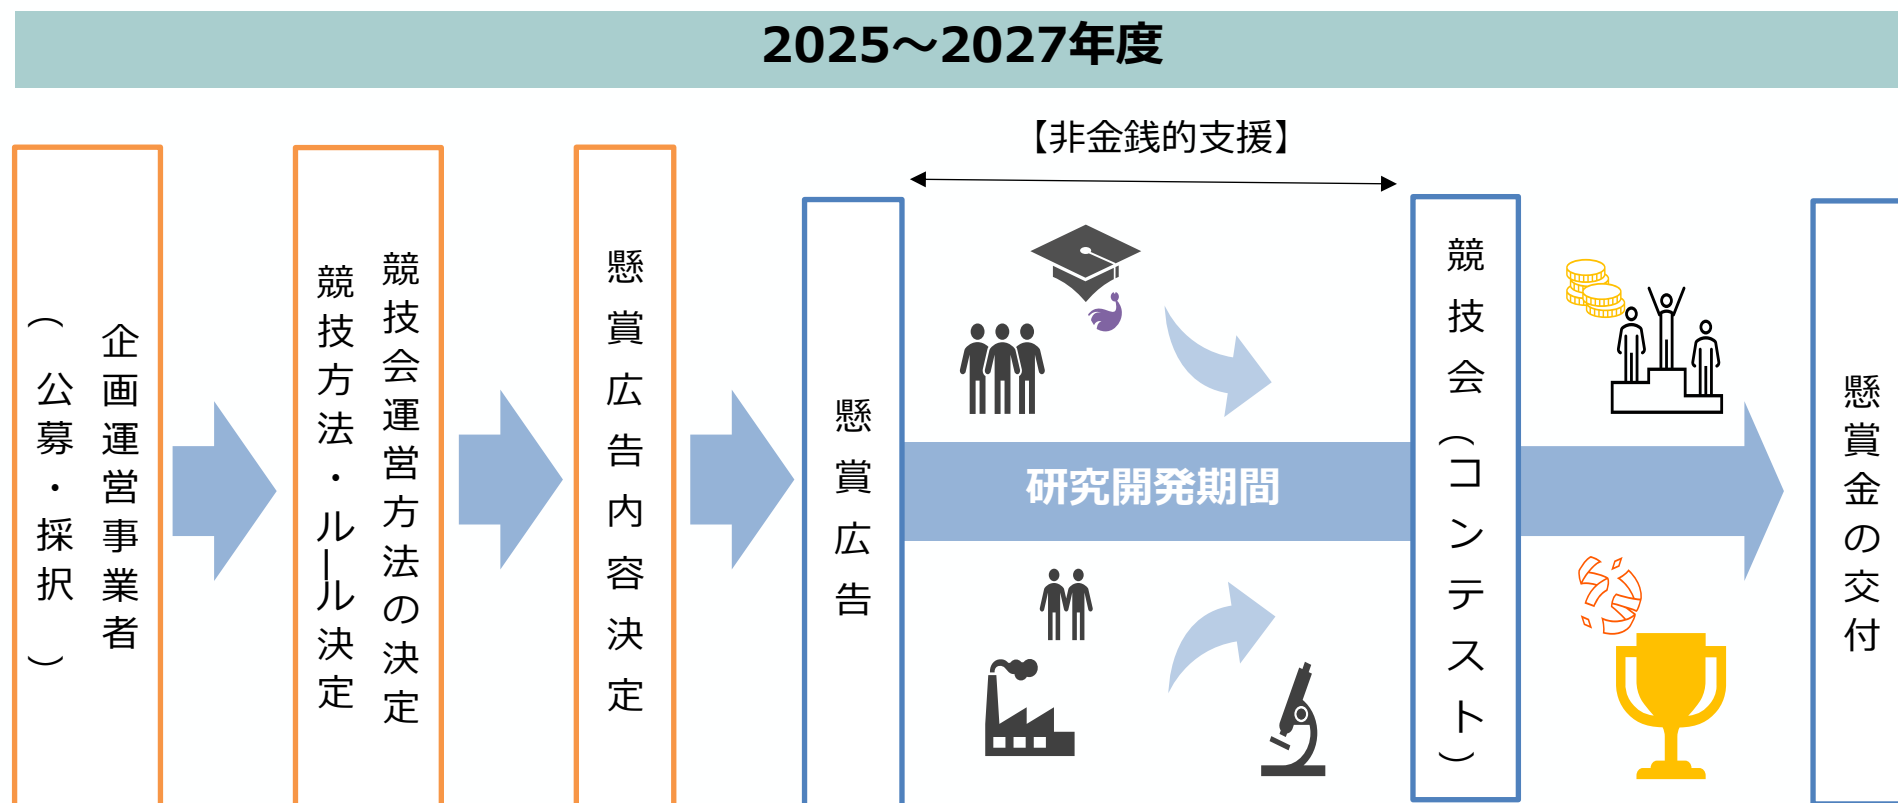 2025～2027年度
【非金銭的支援】
企画運営事業者
（公募・採択　）
競技会運営方法の決定
競技方法・ルール決定
懸賞広告内容決定
懸賞広告
研究開発期間
競技会（コンテスト）
懸賞金の交付